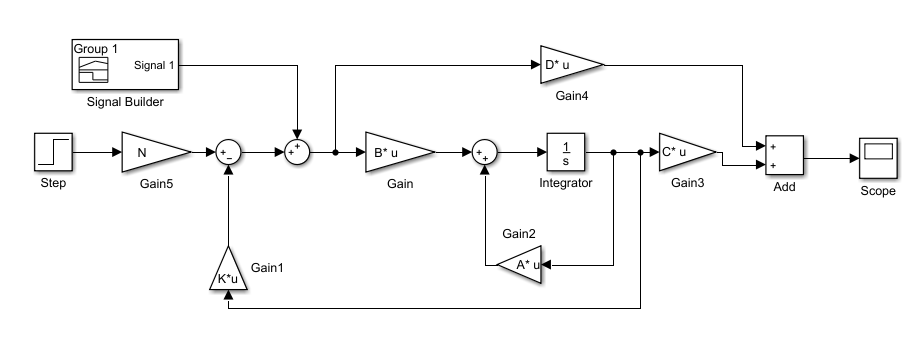 Group 1
Signal 1
Signal Builder
D* u
Gain4
Step
N
Gain5
+
−
+
+
B* u
Gain
+
+
1
s
Integrator
C* u
Gain3
+
+
Add
Scope
Gain2
A* u
K*u
Gain1